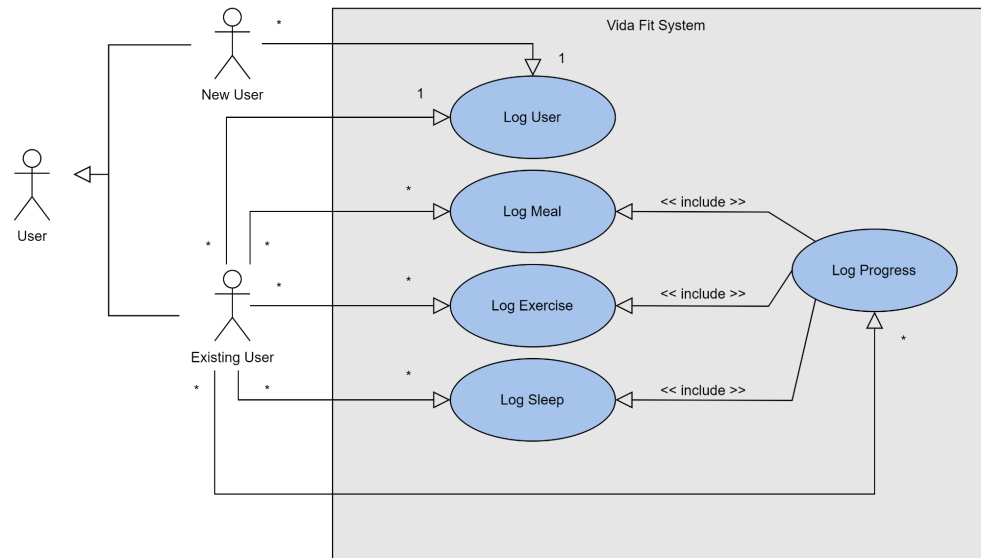 Vida Fit System
*
1
New User
1
Log User
User
*
Log Meal
<< include >>
*
*
Log Progress
*
*
Log Exercise
<< include >>
Existing User
*
*
*
*
Log Sleep
<< include >>